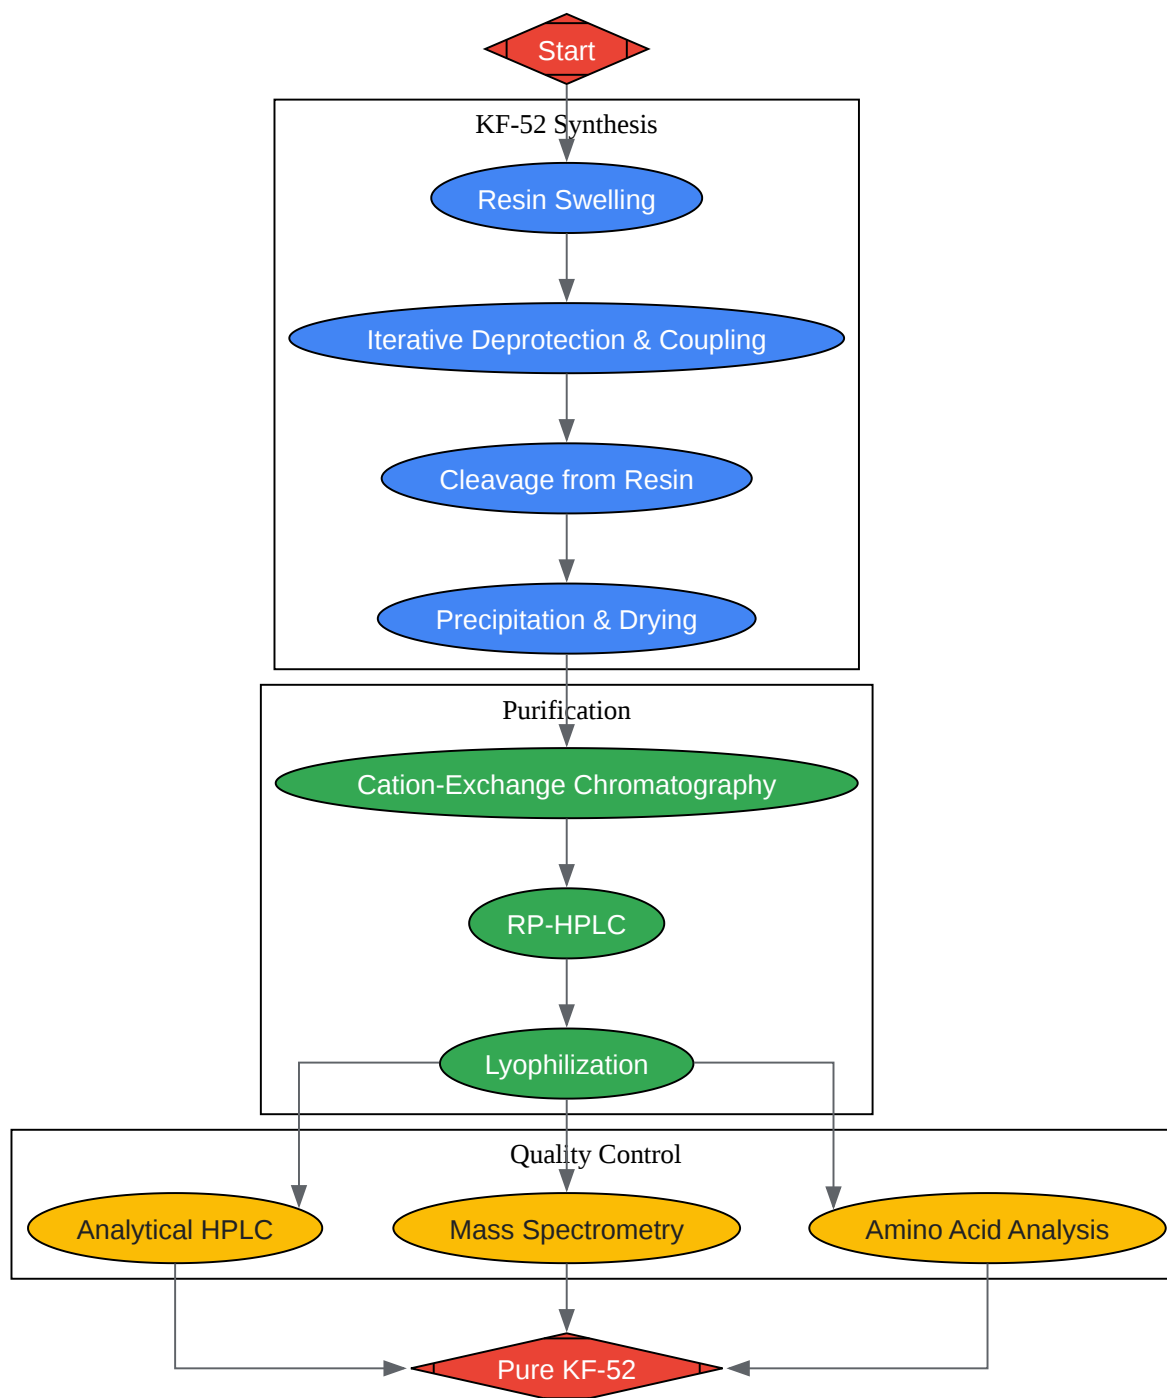 Start
KF-52 Synthesis
Resin Swelling
Iterative Deprotection & Coupling
Cleavage from Resin
Precipitation & Drying
Purification
Cation-Exchange Chromatography
RP-HPLC
Lyophilization
Quality Control
Analytical HPLC
Mass Spectrometry
Amino Acid Analysis
Pure KF-52